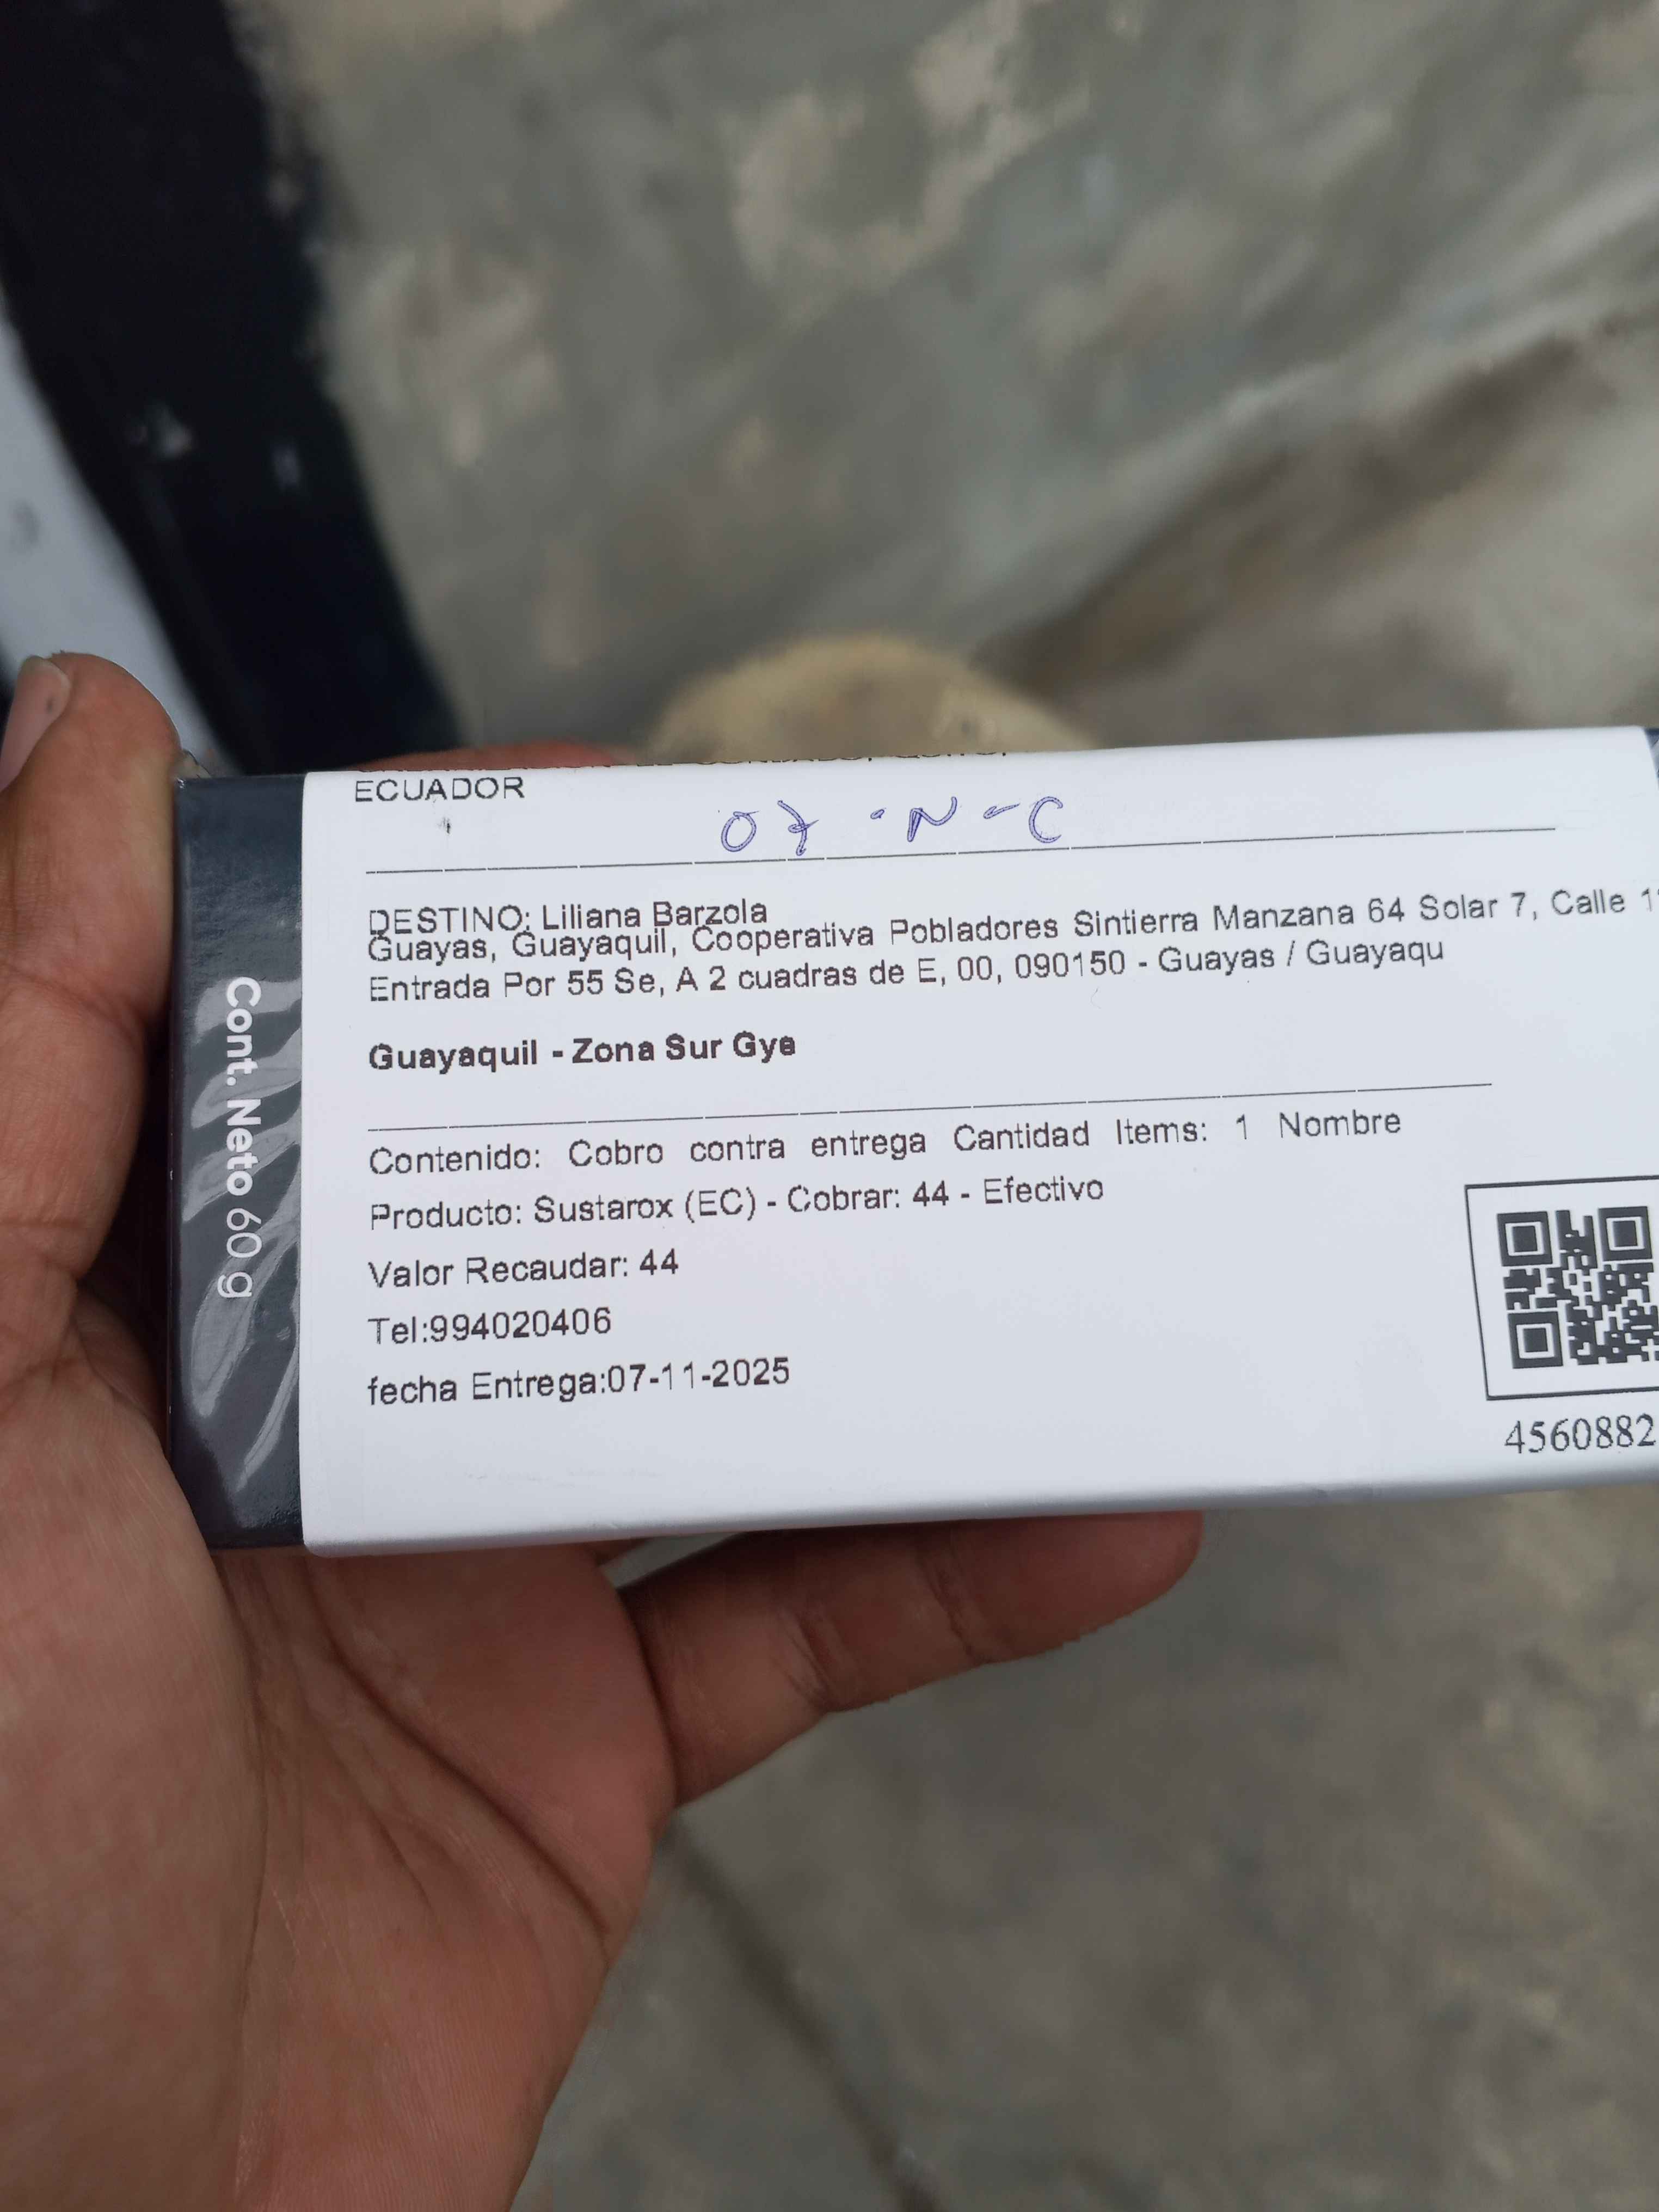 ECUADOR
07 - N - C
DESTINO: Liliana Barzola
Guayas, Guayaquil, Cooperativa Pobladores Sintierra Manzana 64 Solar 7, Calle
Entrada Por 55 Se, A 2 cuadras de E, 00, 090150 - Guayas / Guayaqu
Guayaquil - Zona Sur Gye
Contenido: Cobro contra entrega Cantidad Items: 1 Nombre
Producto: Sustarox (EC) - Cobrar: 44 - Efectivo
Valor Recaudar: 44
Tel:994020406
fecha Entrega:07-11-2025
4560882
Cont. Neto 60 g